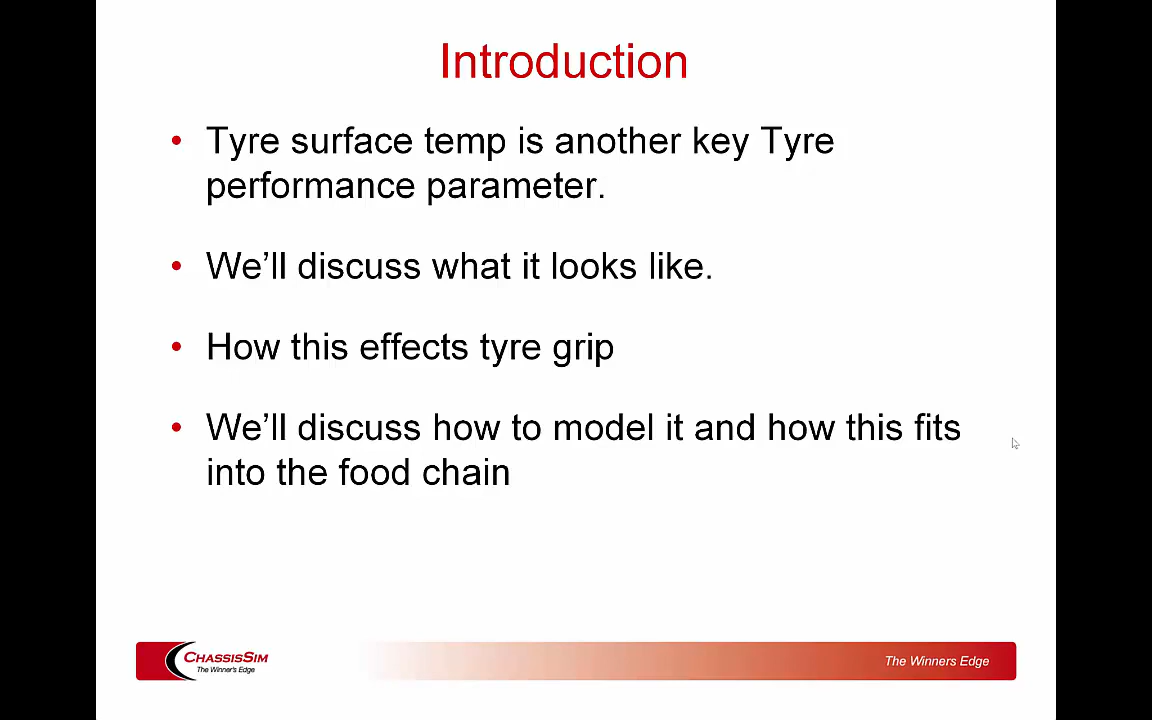 Introduction
• Tyre surface temp is another key Tyre
performance parameter.
• We'll discuss what it looks like.
• How this effects tyre grip
• We'll discuss how to model it and how this fits
into the food chain
CHASSISSIM
The Winner's Edge
The Winners Edge